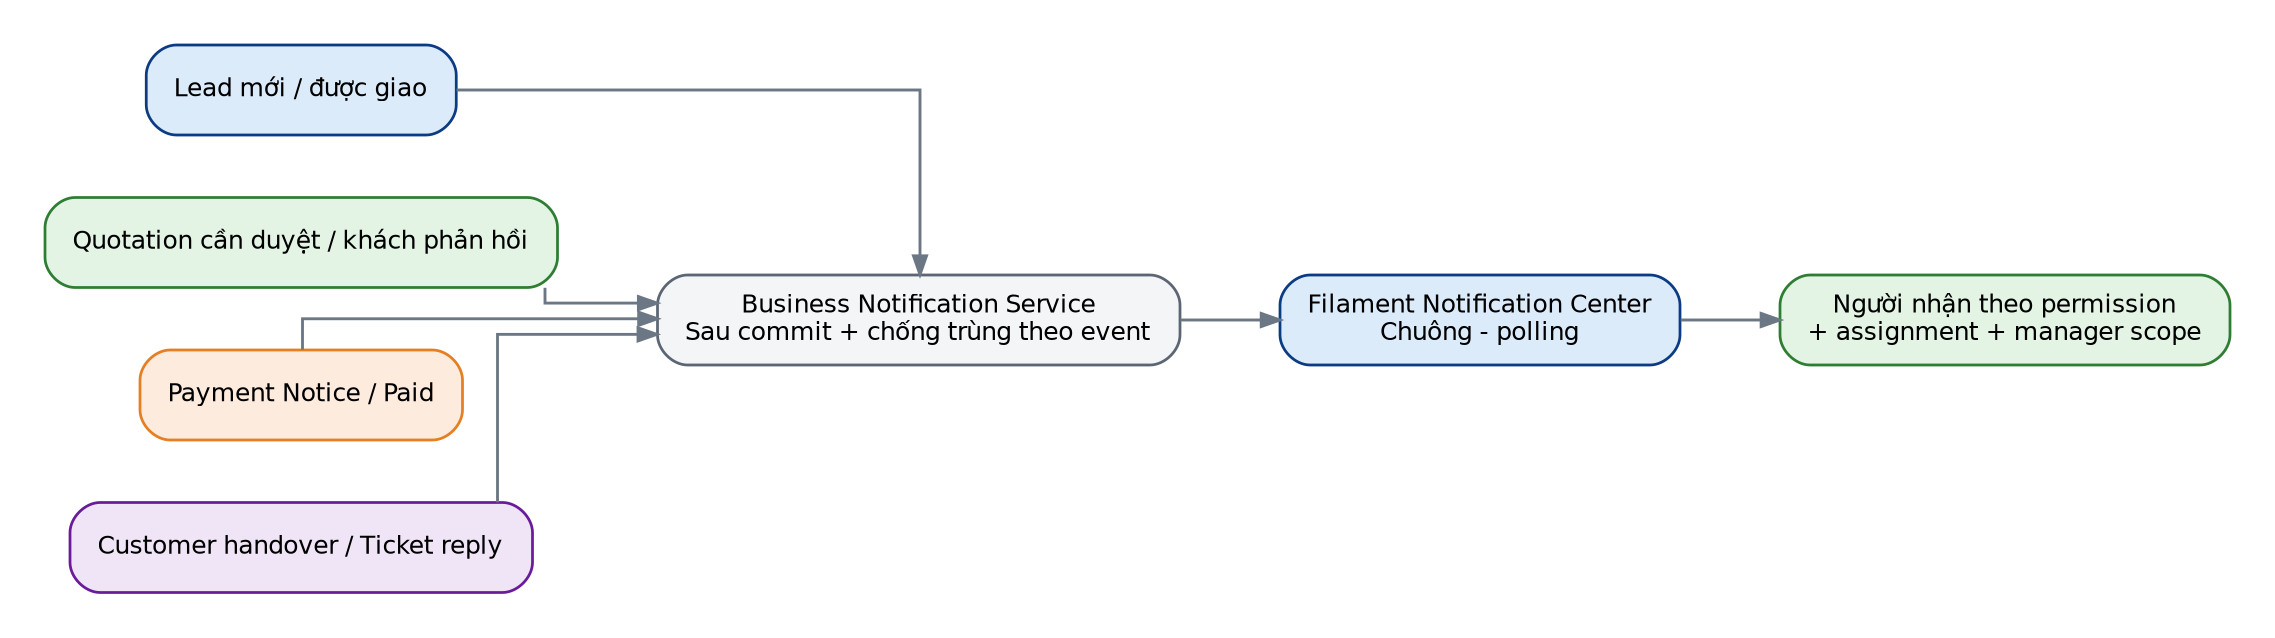 Lead mới / được giao
Quotation cần duyệt / khách phản hồi
Payment Notice / Paid
Customer handover / Ticket reply
Business Notification Service
Sau commit + chống trùng theo event
Filament Notification Center
Chuông - polling
Người nhận theo permission
+ assignment + manager scope